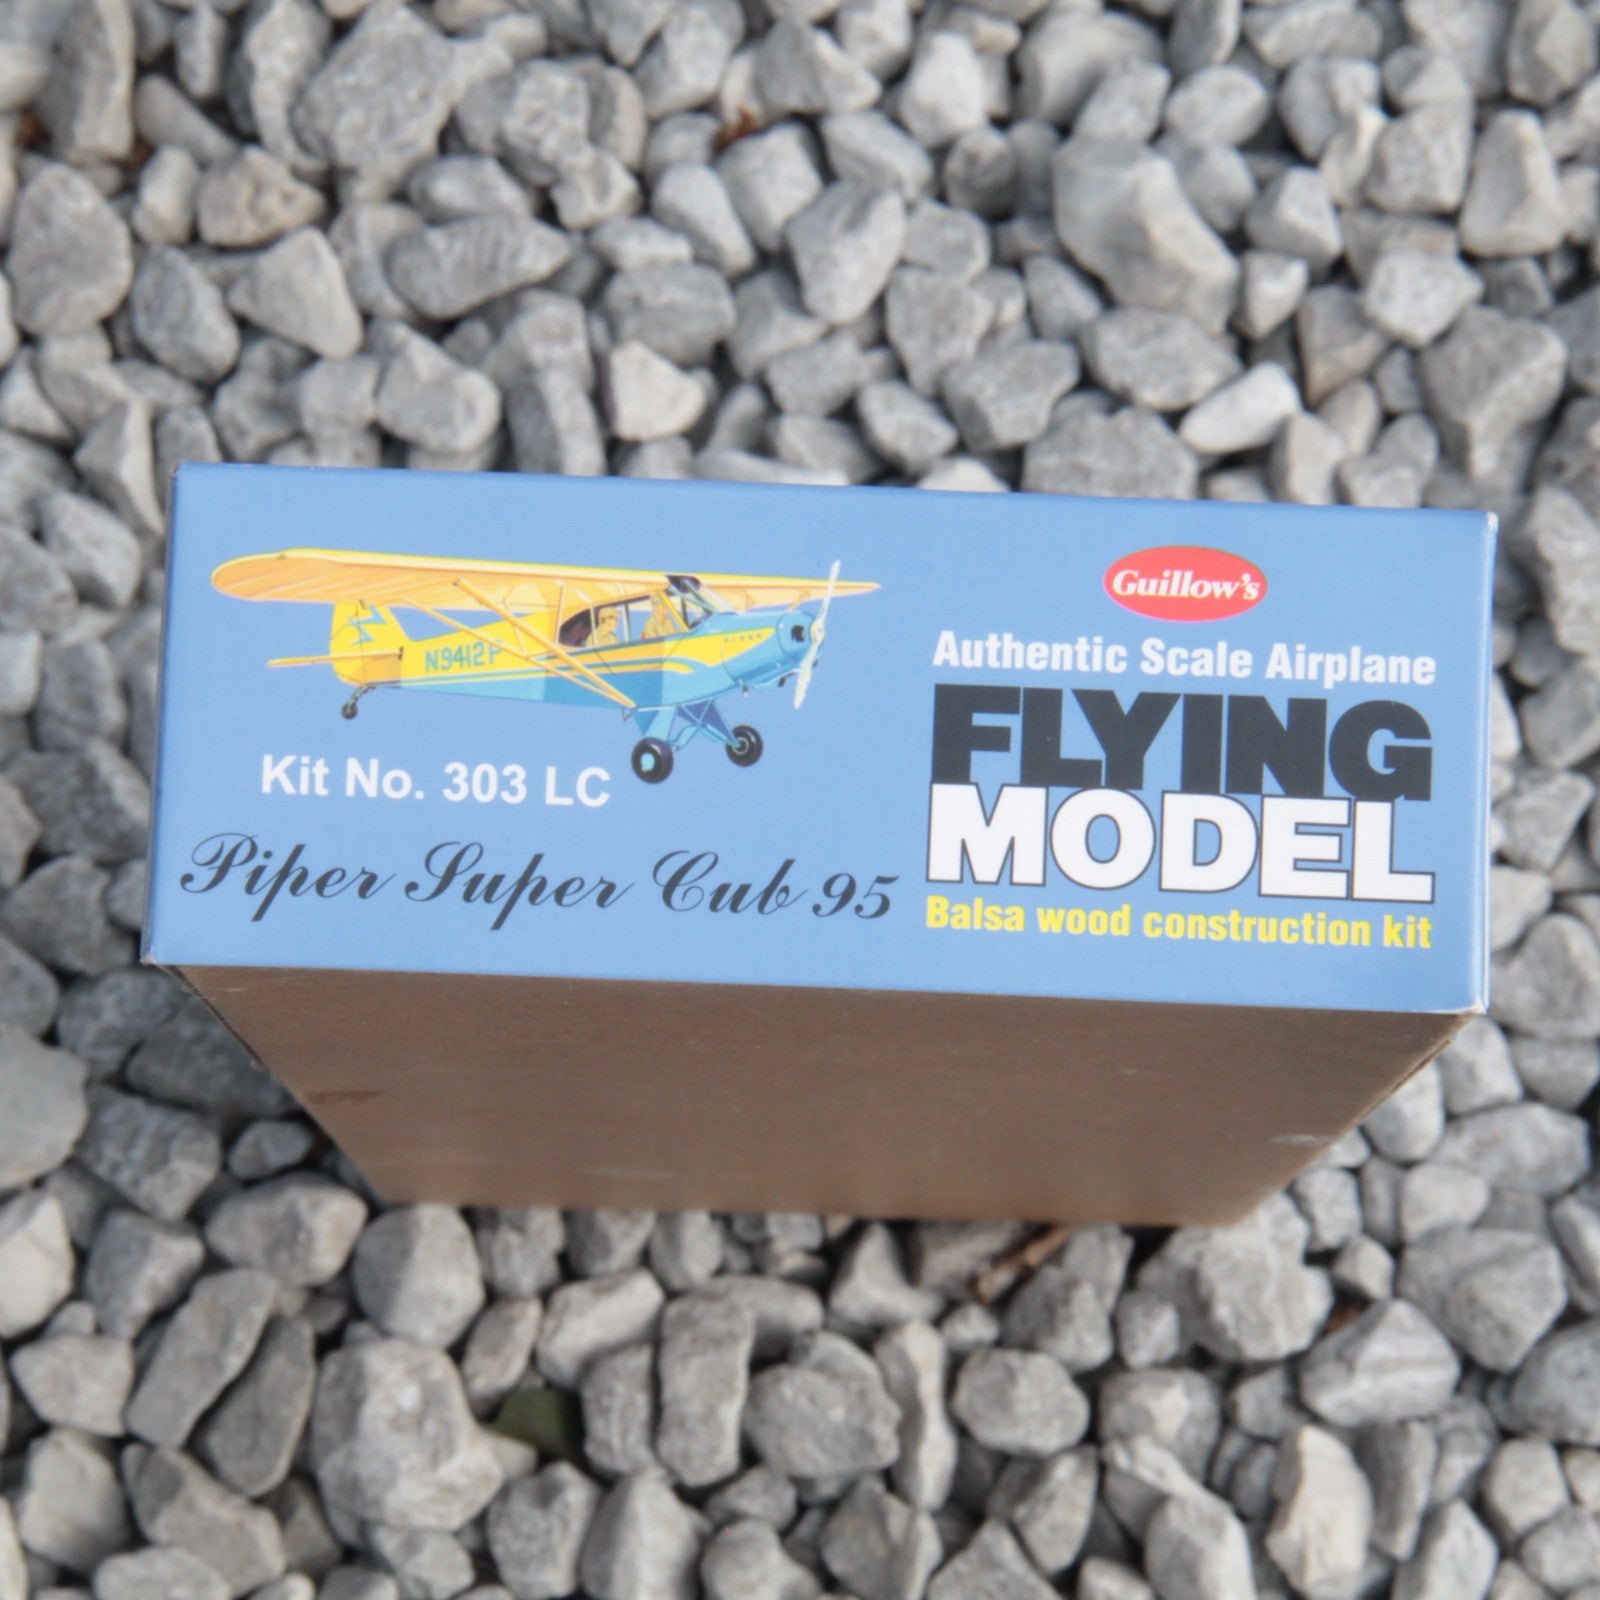 Guillow's
Authentic Scale Airplane
FLYING
MODEL
Balsa wood construction kit
PIPER
N9412P
Kit No. 303 LC
Piper Super Cub 95